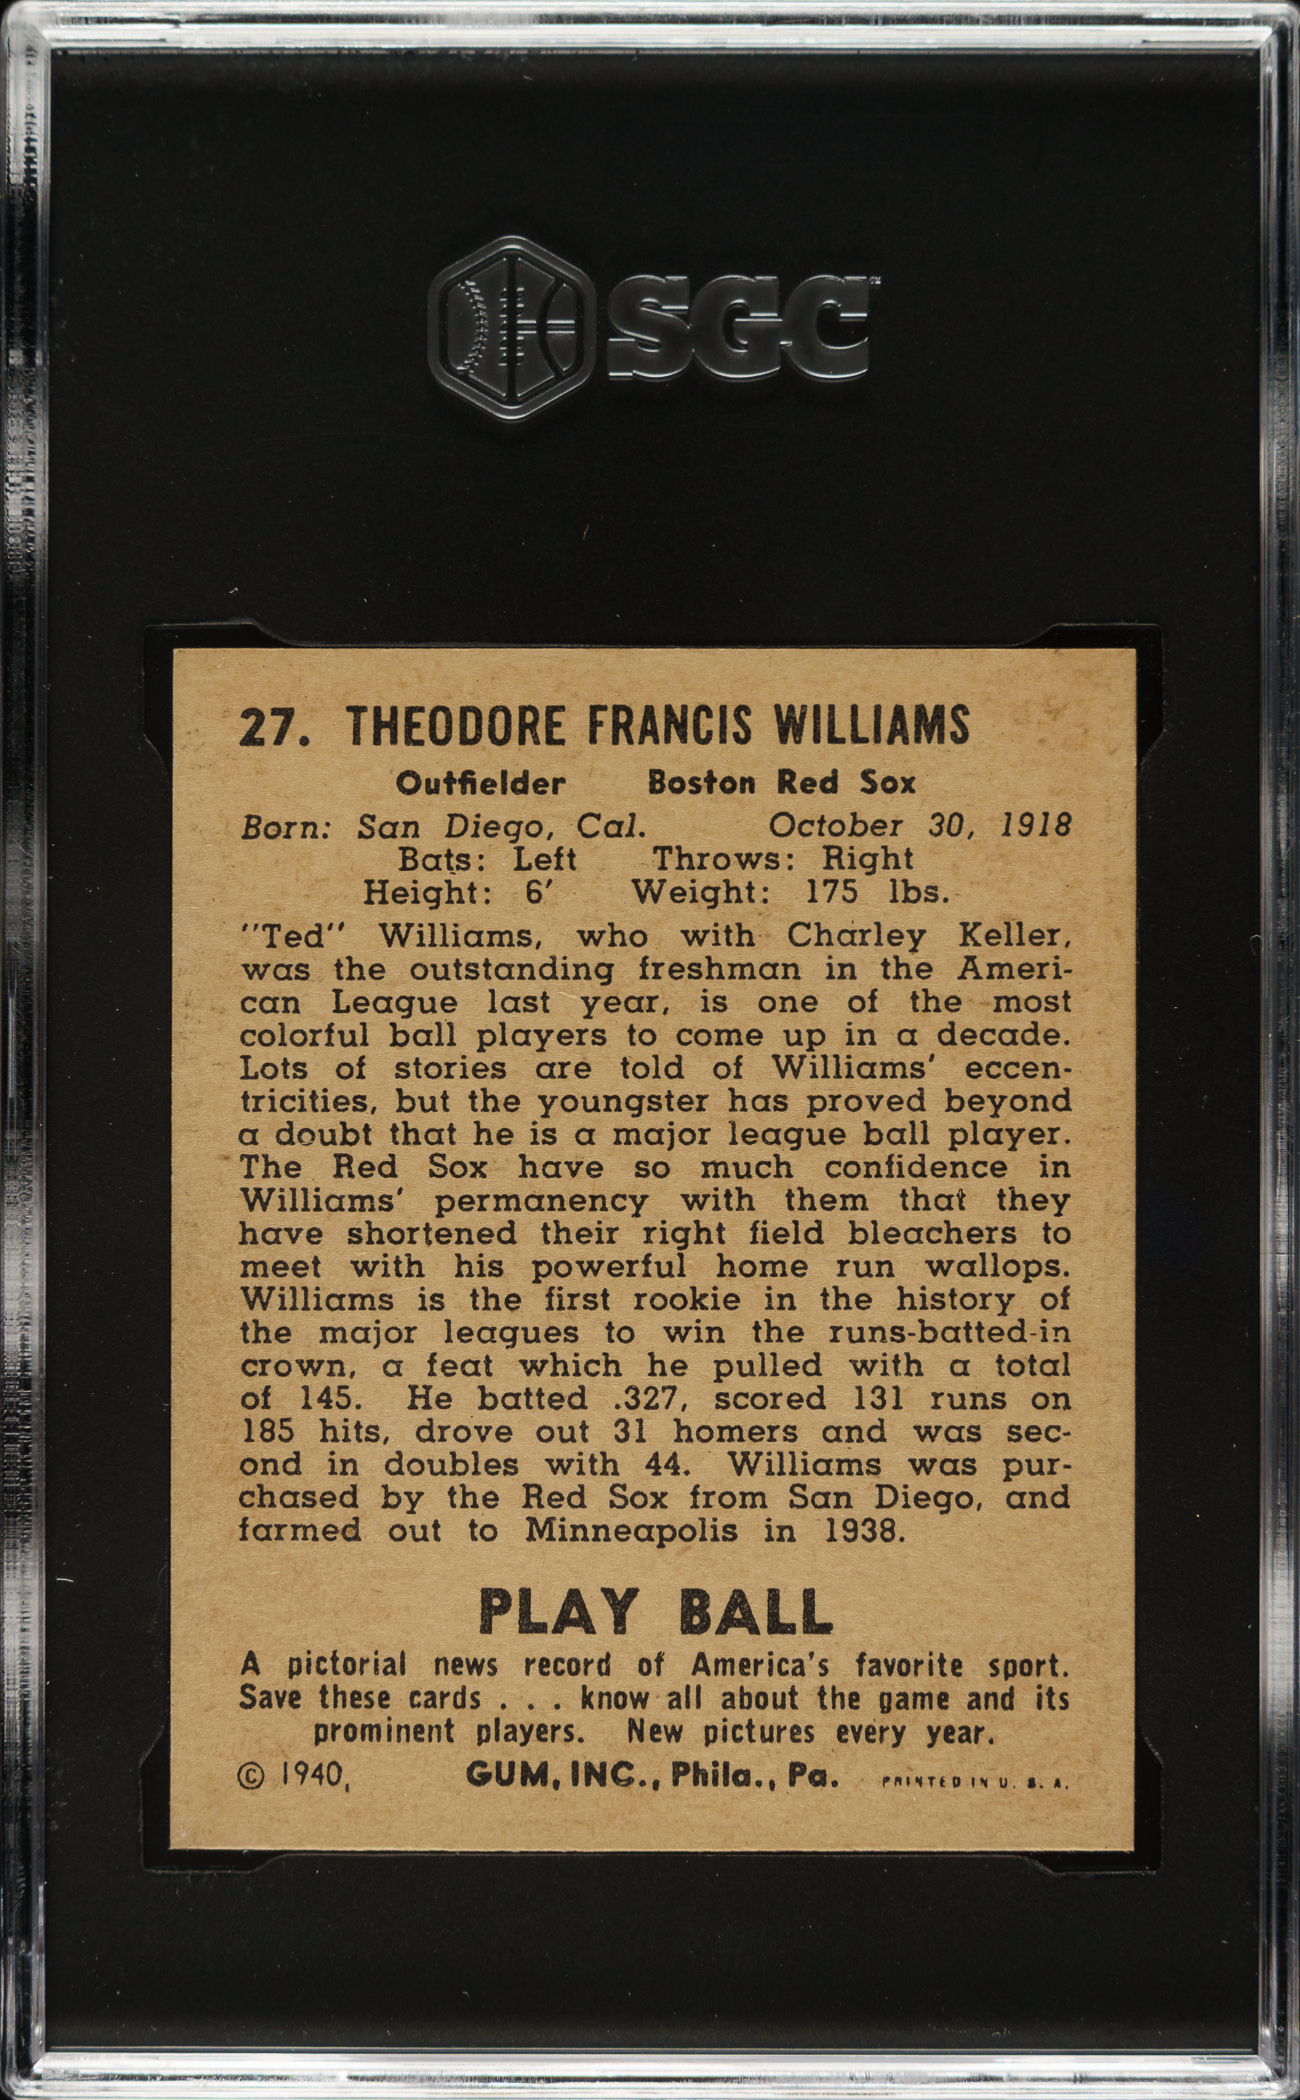 SGC™
27. THEODORE FRANCIS WILLIAMS
Outfielder Boston Red Sox
Born: San Diego, Cal. October 30, 1918
Bats: Left Throws: Right
Height: 6' Weight: 175 lbs.
"Ted" Williams, who with Charley Keller,
was the outstanding freshman in the Ameri-
can League last year, is one of the most
colorful ball players to come up in a decade.
Lots of stories are told of Williams' eccen-
tricities, but the youngster has proved beyond
a doubt that he is a major league ball player.
The Red Sox have so much confidence in
Williams' permanency with them that they
have shortened their right field bleachers to
meet with his powerful home run wallops.
Williams is the first rookie in the history of
the major leagues to win the runs-batted-in
crown, a feat which he pulled with a total
of 145. He batted .327, scored 131 runs on
185 hits, drove out 31 homers and was sec-
ond in doubles with 44. Williams was pur-
chased by the Red Sox from San Diego, and
farmed out to Minneapolis in 1938.
PLAY BALL
A pictorial news record of America's favorite sport.
Save these cards . . . know all about the game and its
prominent players. New pictures every year.
© 1940, GUM, INC., Phila., Pa. PRINTED IN U. S. A.